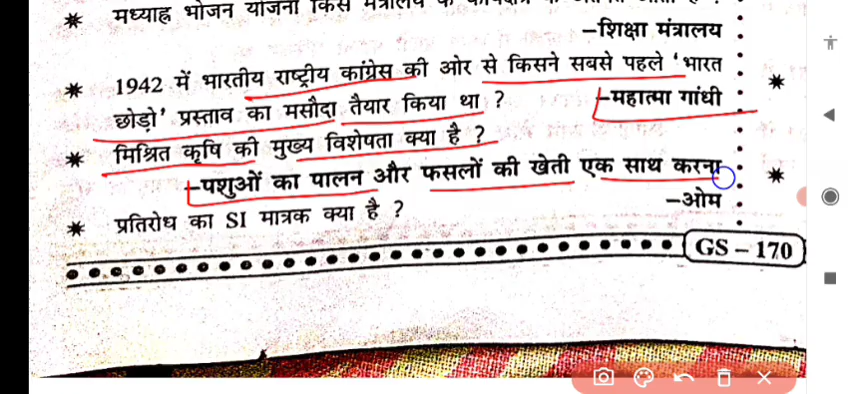 मध्याह्न भोजन योजना किस मंत्रालय के
–शिक्षा मंत्रालय
1942 में भारतीय राष्ट्रीय कांग्रेस की ओर से किसने सबसे पहले 'भारत
छोड़ो' प्रस्ताव का मसौदा तैयार किया था ?
–महात्मा गांधी
मिश्रित कृषि की मुख्य विशेषता क्या है ?
–पशुओं का पालन और फसलों की खेती एक साथ करना
प्रतिरोध का SI मात्रक क्या है ?
–ओम
GS – 170